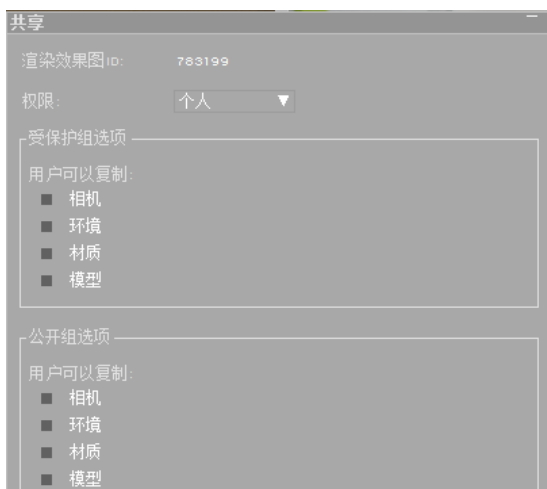 共享
渲染效果图ID: 783199
权限: 个人
受保护组选项
用户可以复制:
相机
环境
材质
模型
公开组选项
用户可以复制:
相机
环境
材质
模型